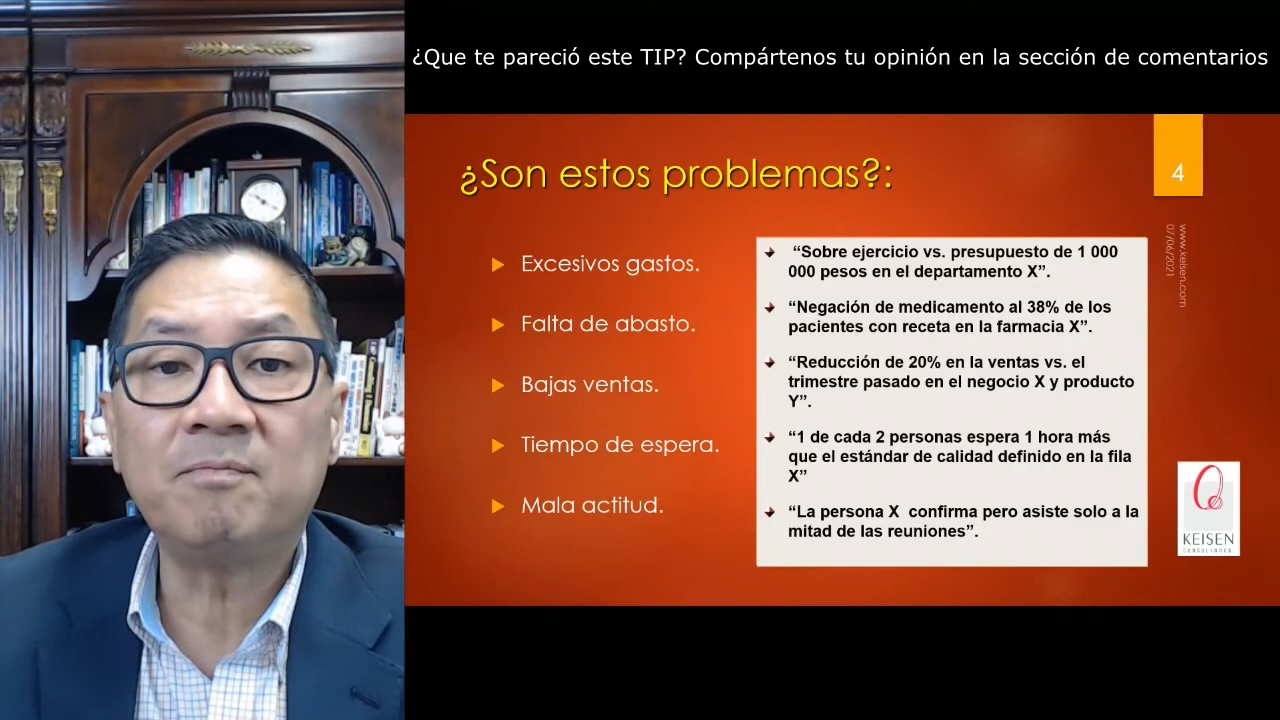 ¿Que te pareció este TIP? Compártenos tu opinión en la sección de comentarios
¿Son estos problemas?:
4
www.keisen.com
07/06/2021
Excesivos gastos.
Falta de abasto.
Bajas ventas.
Tiempo de espera.
Mala actitud.
“Sobre ejercicio vs. presupuesto de 1 000
000 pesos en el departamento X”.
“Negación de medicamento al 38% de los
pacientes con receta en la farmacia X”.
“Reducción de 20% en la ventas vs. el
trimestre pasado en el negocio X y producto
Y”.
“1 de cada 2 personas espera 1 hora más
que el estándar de calidad definido en la fila
X”
“La persona X confirma pero asiste solo a la
mitad de las reuniones”.
KEISEN
CONSULTORES